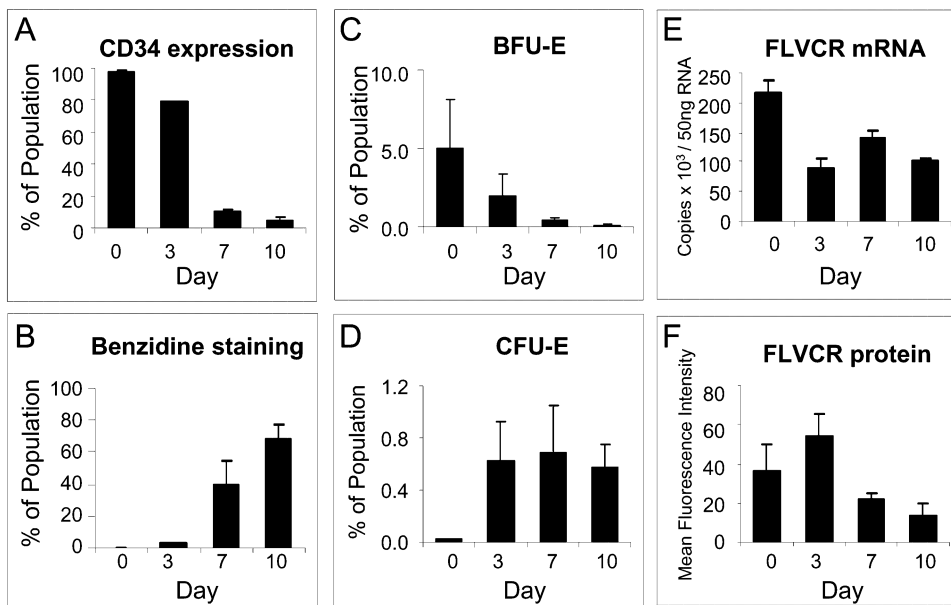 A
CD34 expression
% of Population
100
80
60
40
20
0
0 3 7 10
Day
B
Benzidine staining
% of Population
100
80
60
40
20
0
0 3 7 10
Day
C
BFU-E
% of Population
10.0
5.0
0.0
0 3 7 10
Day
D
CFU-E
% of Population
1.2
0.8
0.4
0.0
0 3 7 10
Day
E
FLVCR mRNA
Copies x 10³ / 50ng RNA
250
200
150
100
50
0
0 3 7 10
Day
F
FLVCR protein
Mean Fluorescence Intensity
80
60
40
20
0
0 3 7 10
Day